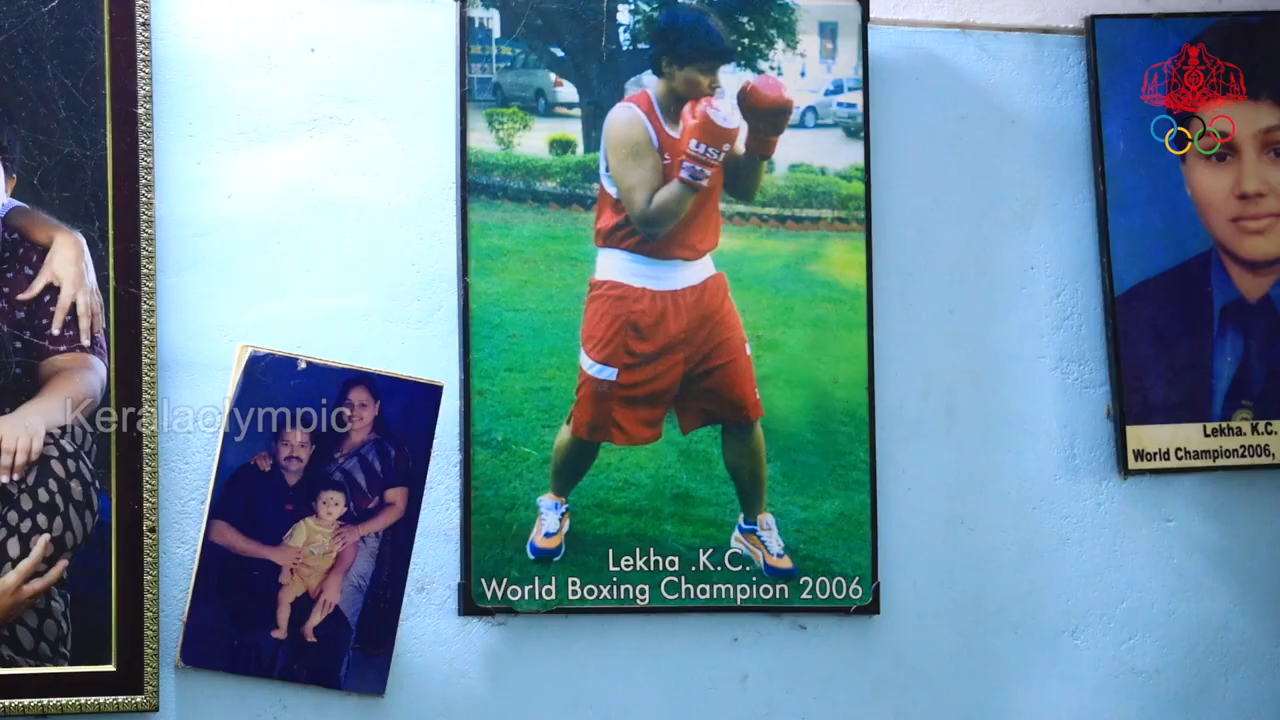 usi
Keralaolympic
Lekha .K.C.
World Boxing Champion 2006
Lekha. K.C.
World Champion2006,